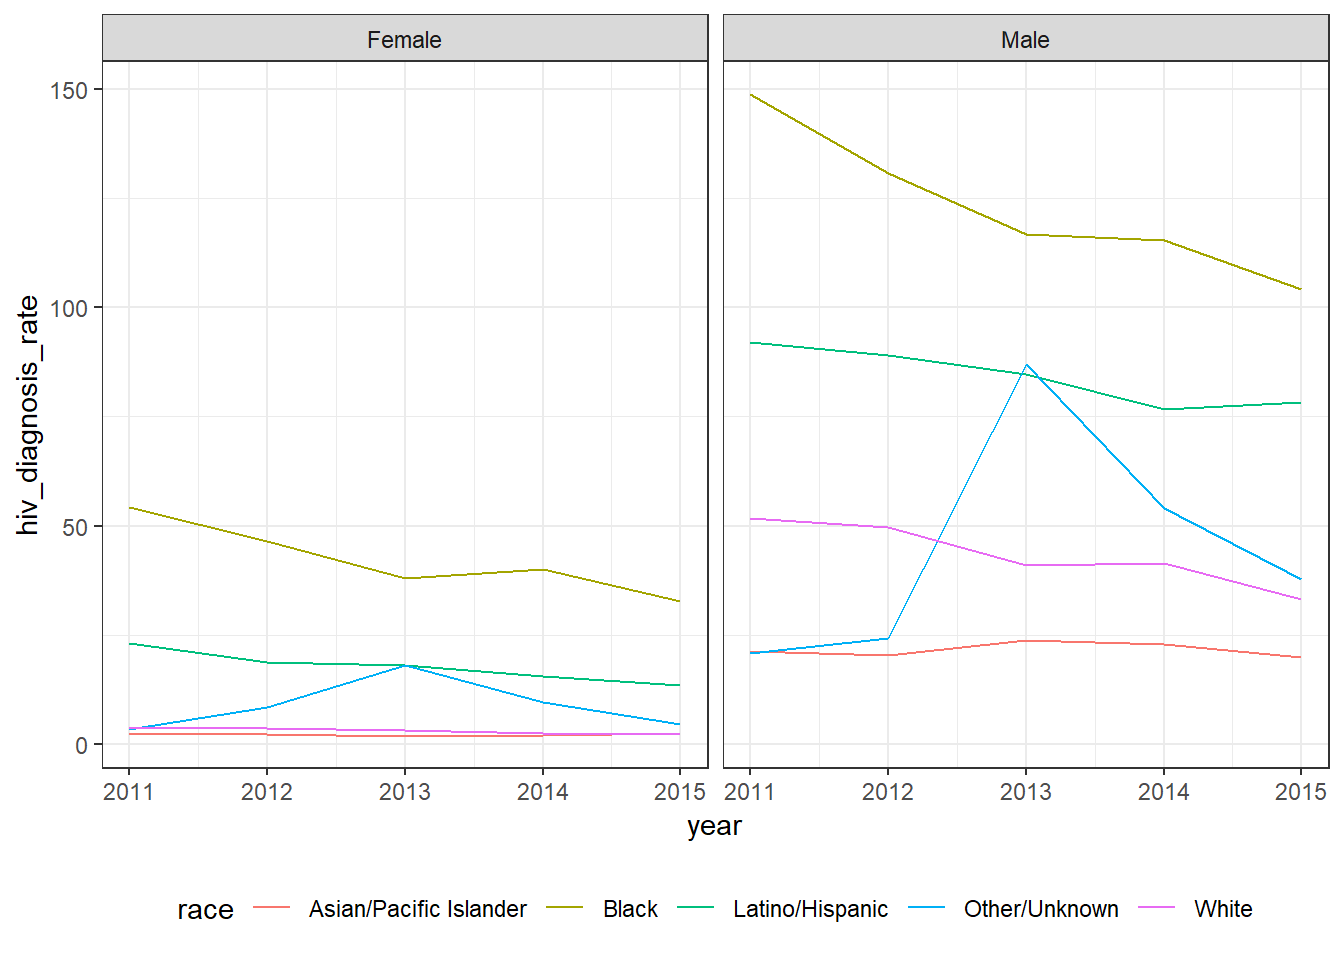 Female Male
150
100
50
0
hiv_diagnosis_rate
2011 2012 2013 2014 2015 2011 2012 2013 2014 2015
year
race Asian/Pacific Islander Black Latino/Hispanic Other/Unknown White